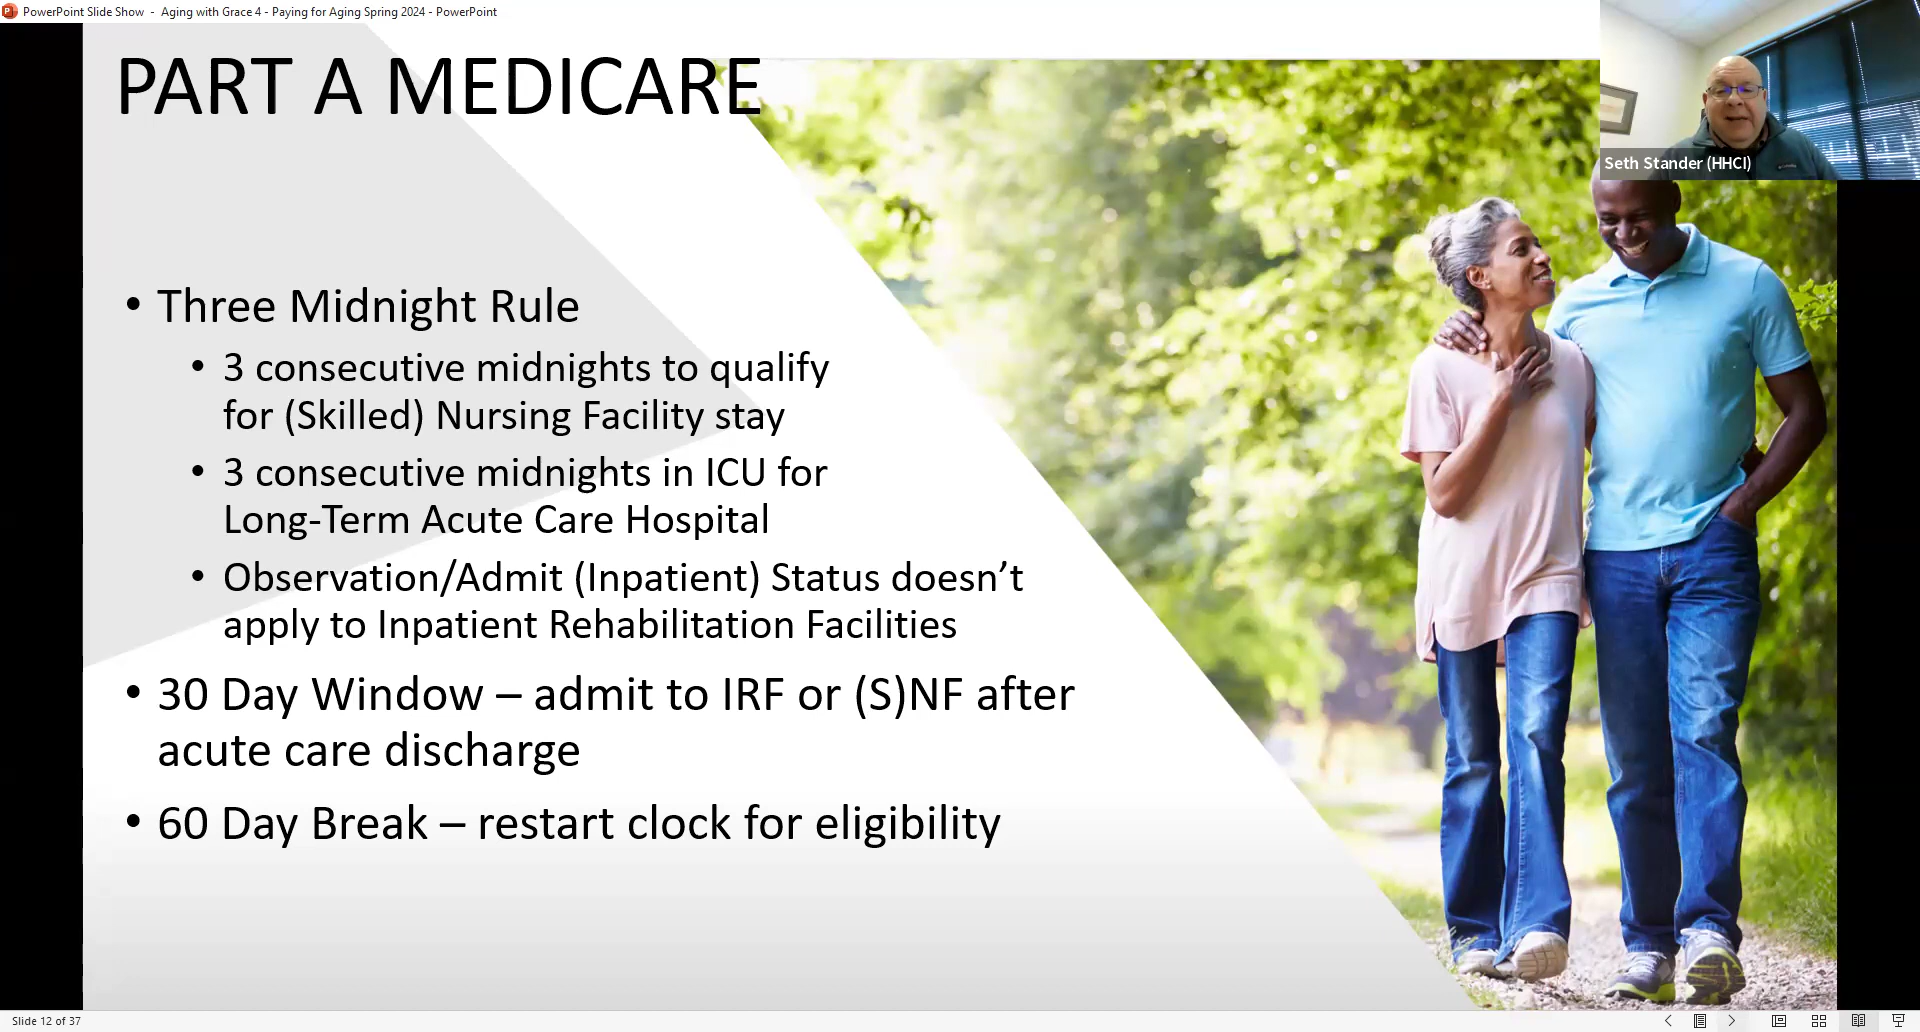 PowerPoint Slide Show - Aging with Grace 4 - Paying for Aging Spring 2024 - PowerPoint
PART A MEDICARE
Seth Stander (HHCI)
• Three Midnight Rule
• 3 consecutive midnights to qualify
for (Skilled) Nursing Facility stay
• 3 consecutive midnights in ICU for
Long-Term Acute Care Hospital
• Observation/Admit (Inpatient) Status doesn’t
apply to Inpatient Rehabilitation Facilities
• 30 Day Window – admit to IRF or (S)NF after
acute care discharge
• 60 Day Break – restart clock for eligibility
Slide 12 of 37